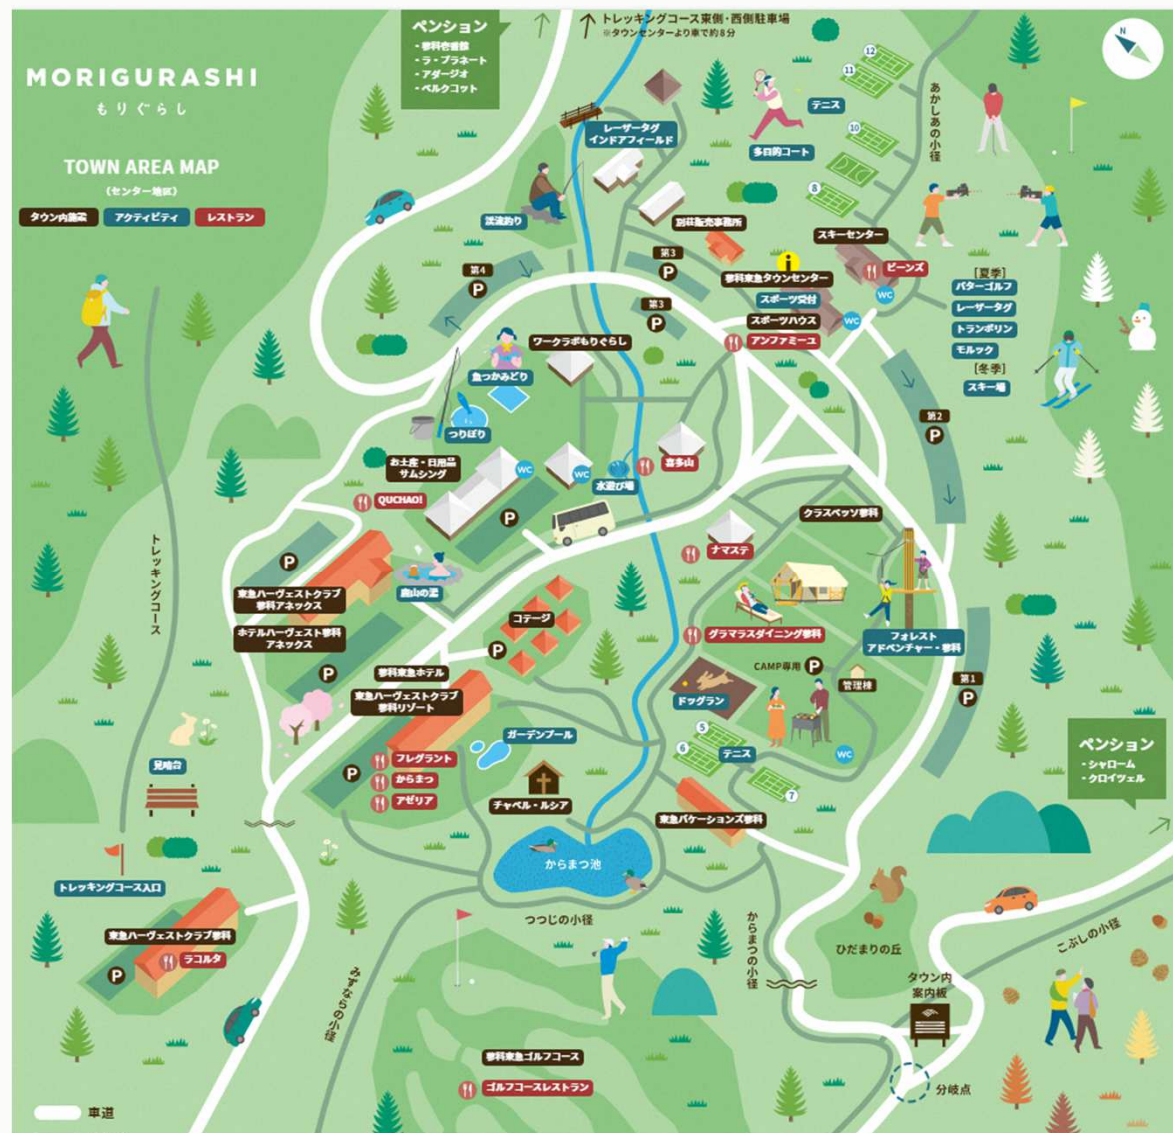 MORIGURASHI
もりぐらし
TOWN AREA MAP
(センター地区)
タウン内施設
アクティビティ
レストラン
ペンション
・蓼科壱番館
・ラ・プラネート
・アダージオ
・ベルクコット
トレッキングコース東側・西側駐車場
※タウンセンターより車で約8分
N
レーザータグ
インドアフィールド
テニス
多目的コート
12
11
10
8
あかしあの小径
渓流釣り
別荘販売事務所
スキーセンター
ビーンズ
第4
P
第3
P
第3
P
i
蓼科東急タウンセンター
スポーツ受付
スポーツハウス
アンファミーユ
WC
WC
[夏季]
パターゴルフ
レーザータグ
トランポリン
モルック
[冬季]
スキー場
ワークラボもりぐらし
魚つかみどり
つりぼり
お土産・日用品
サムシング
QUCHAO!
WC
WC
水遊び場
喜多山
第2
P
P
クラスベッソ蓼科
ナマステ
トレッキングコース
P
東急ハーヴェストクラブ
蓼科アネックス
ホテルハーヴェスト蓼科
アネックス
鹿山の湯
コテージ
P
P
グラマラスダイニング蓼科
フォレスト
アドベンチャー・蓼科
CAMP専用 P
管理棟
ドッグラン
第1
P
蓼科東急ホテル
東急ハーヴェストクラブ
蓼科リゾート
ガーデンプール
フレグラント
からまつ
アゼリア
P
チャペル・ルシア
5
6
テニス
7
WC
東急バケーションズ蓼科
ペンション
・シャローム
・クロイツェル
見晴台
からまつ池
トレッキングコース入口
つつじの小径
からまつの小径
ひだまりの丘
こぶしの小径
東急ハーヴェストクラブ蓼科
ラコルタ
P
みずならの小径
タウン内
案内板
蓼科東急ゴルフコース
ゴルフコースレストラン
分岐点
車道